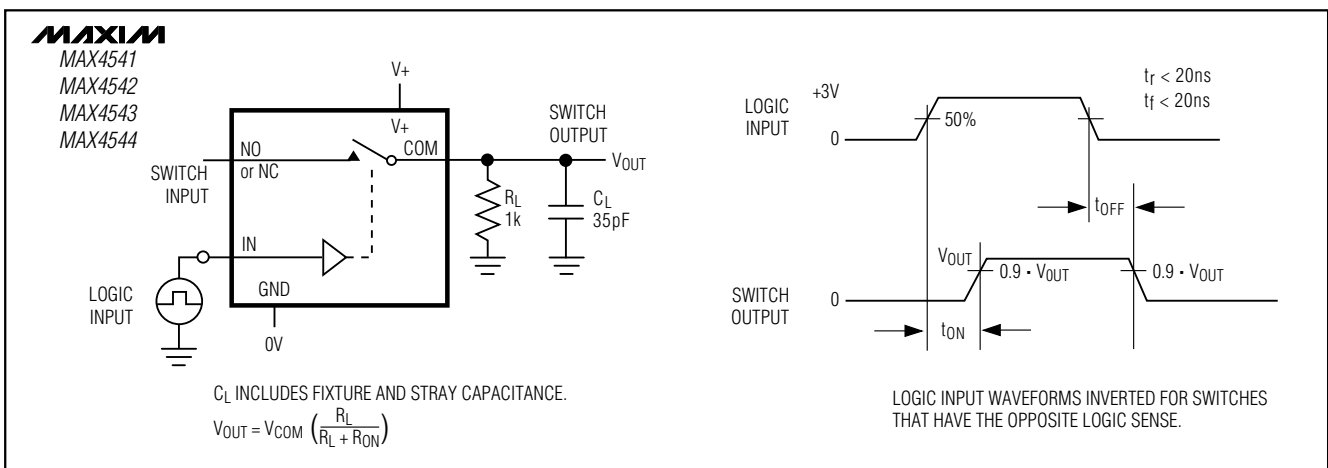 MAXIM
MAX4541
MAX4542
MAX4543
MAX4544
V+
V+
NO
or NC
COM
SWITCH
INPUT
SWITCH
OUTPUT
VOUT
RL
1k
CL
35pF
IN
LOGIC
INPUT
GND
0V
CL INCLUDES FIXTURE AND STRAY CAPACITANCE.
VOUT = VCOM (RL / RL + RON)
tr < 20ns
tf < 20ns
LOGIC
INPUT
+3V
0
50%
tOFF
VOUT
0.9 · VOUT
0.9 · VOUT
SWITCH
OUTPUT
0
tON
LOGIC INPUT WAVEFORMS INVERTED FOR SWITCHES
THAT HAVE THE OPPOSITE LOGIC SENSE.